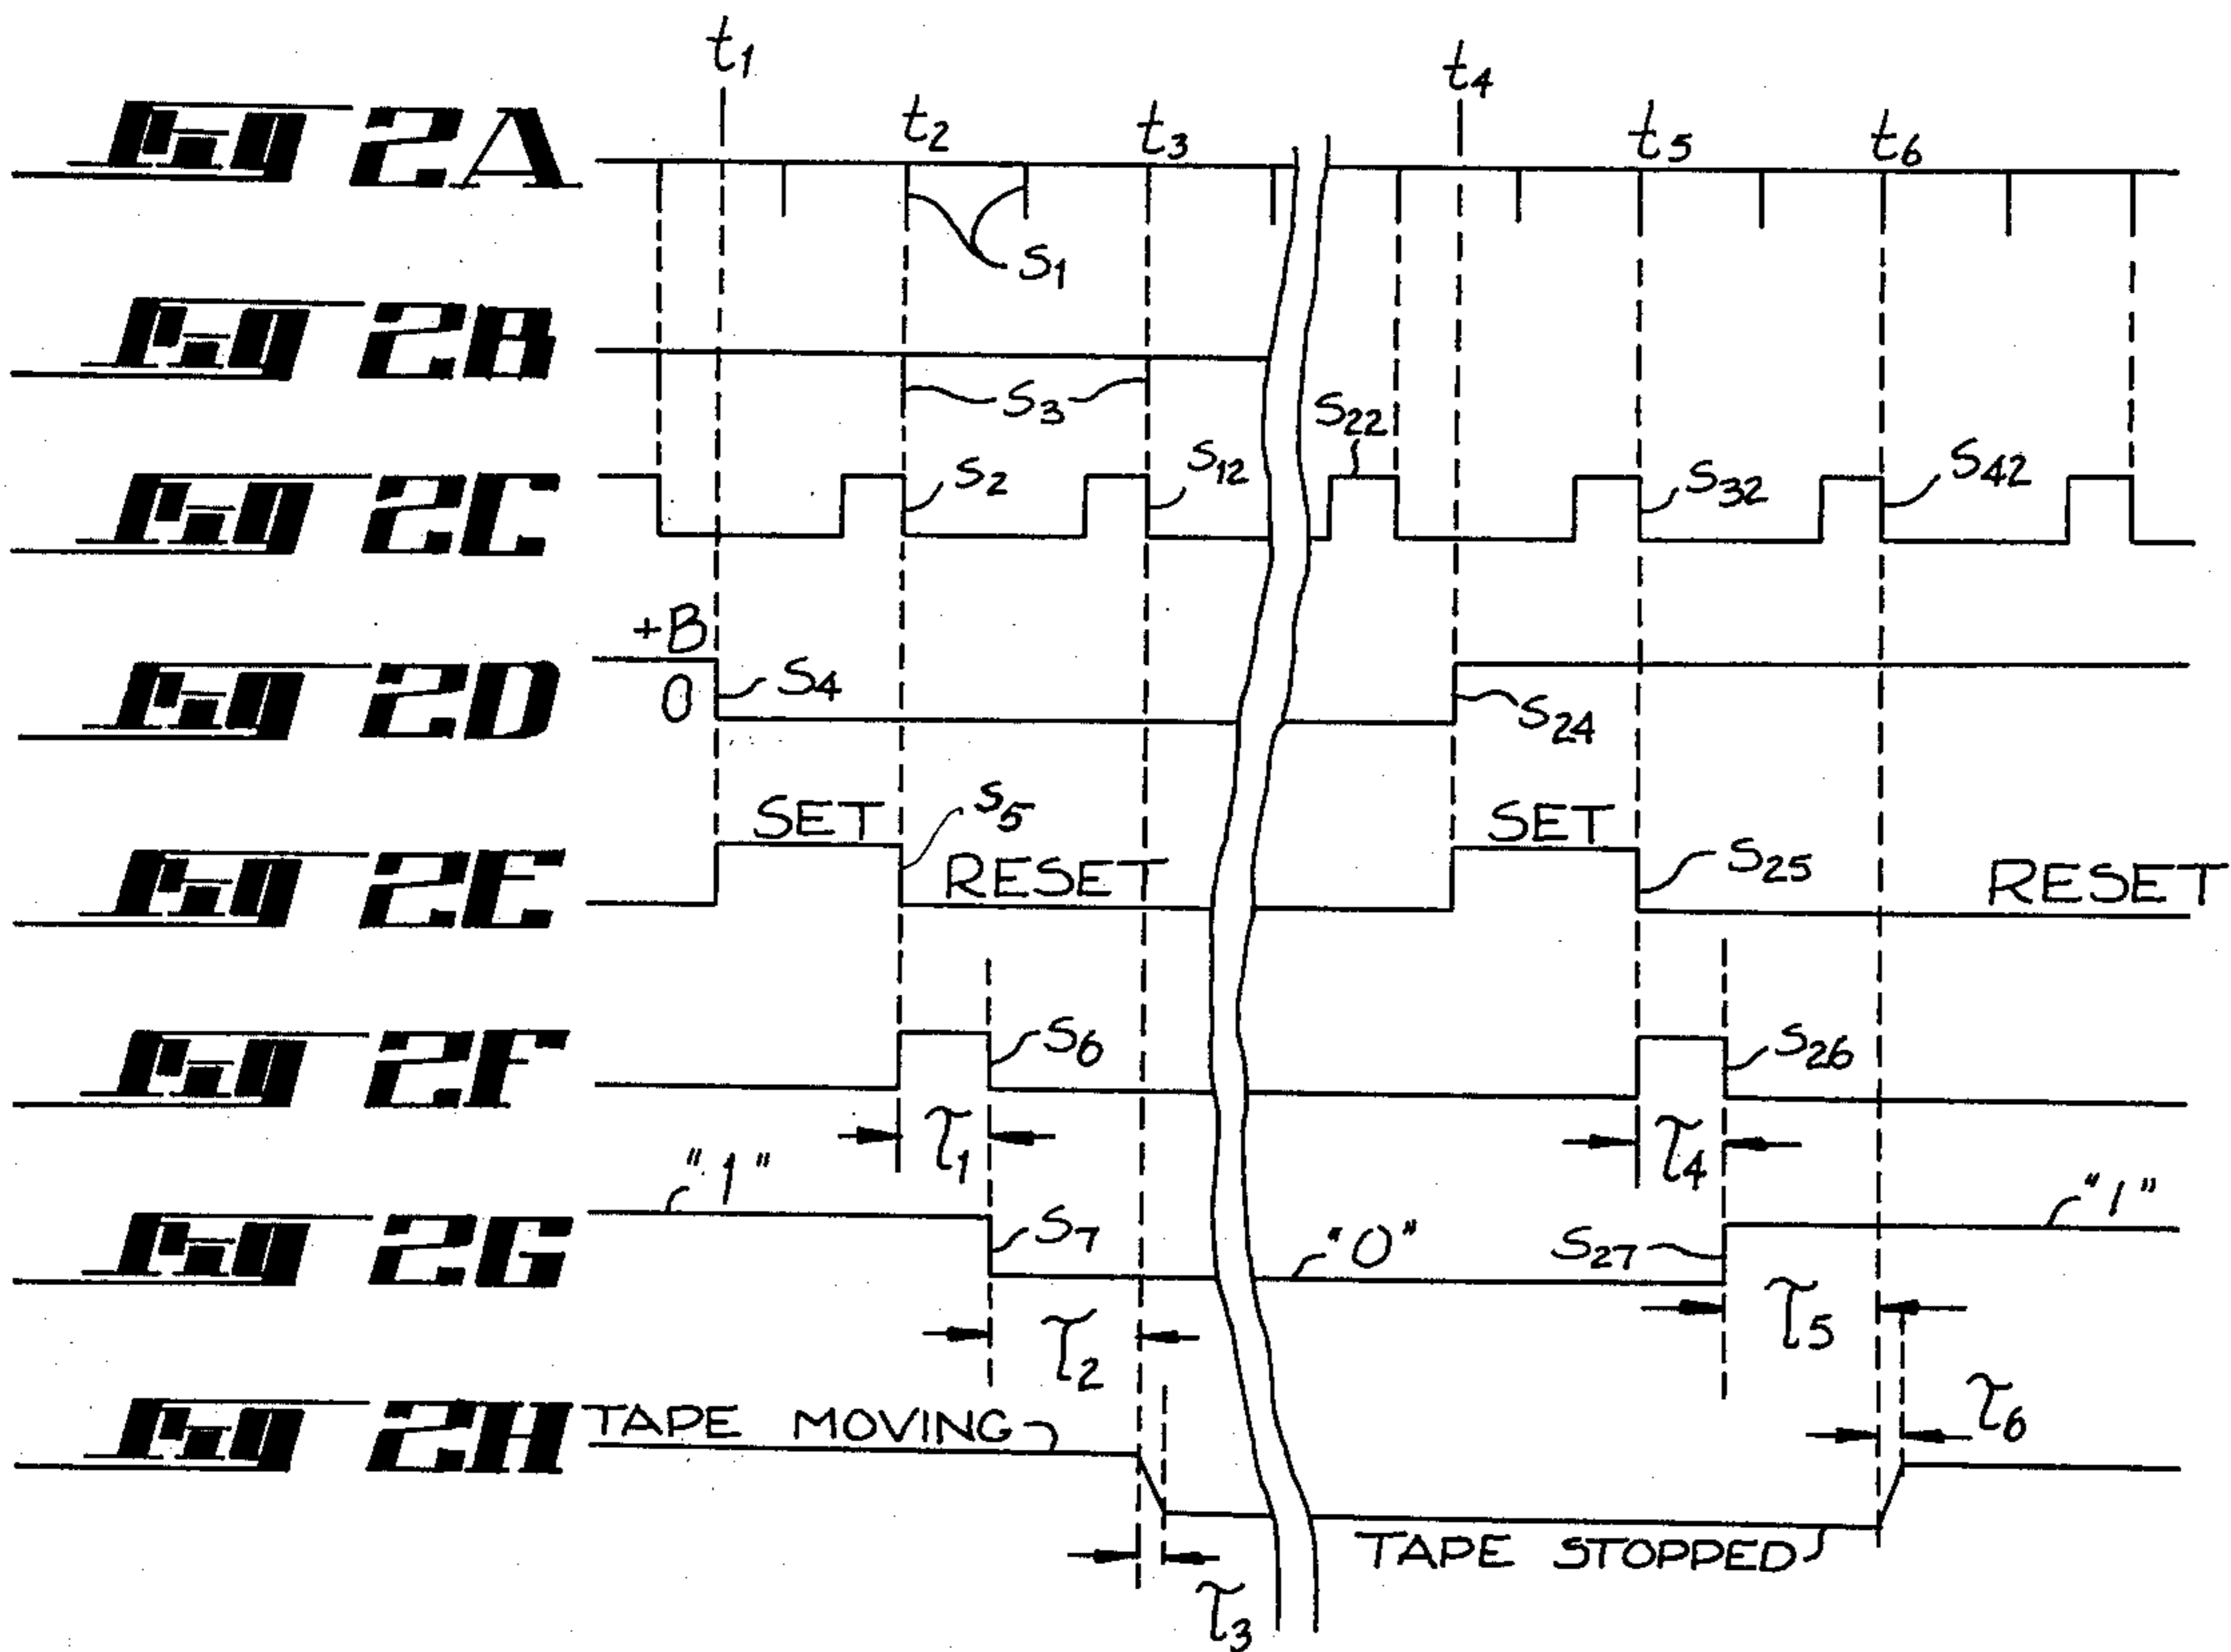 t1 t4
t2 t3 t5 t6
FIG 2A
S1
FIG 2B
S3
S22
FIG 2C
S2 S12 S32 S42
+B
FIG 2D
0 S4 S24
SET S5 SET
FIG 2E
RESET S25 RESET
FIG 2F
S6 S26
τ1 τ4
"1" "1"
FIG 2G
S7 "0" S27
τ2 τ5
τ6
FIG 2H
TAPE MOVING
TAPE STOPPED
τ3